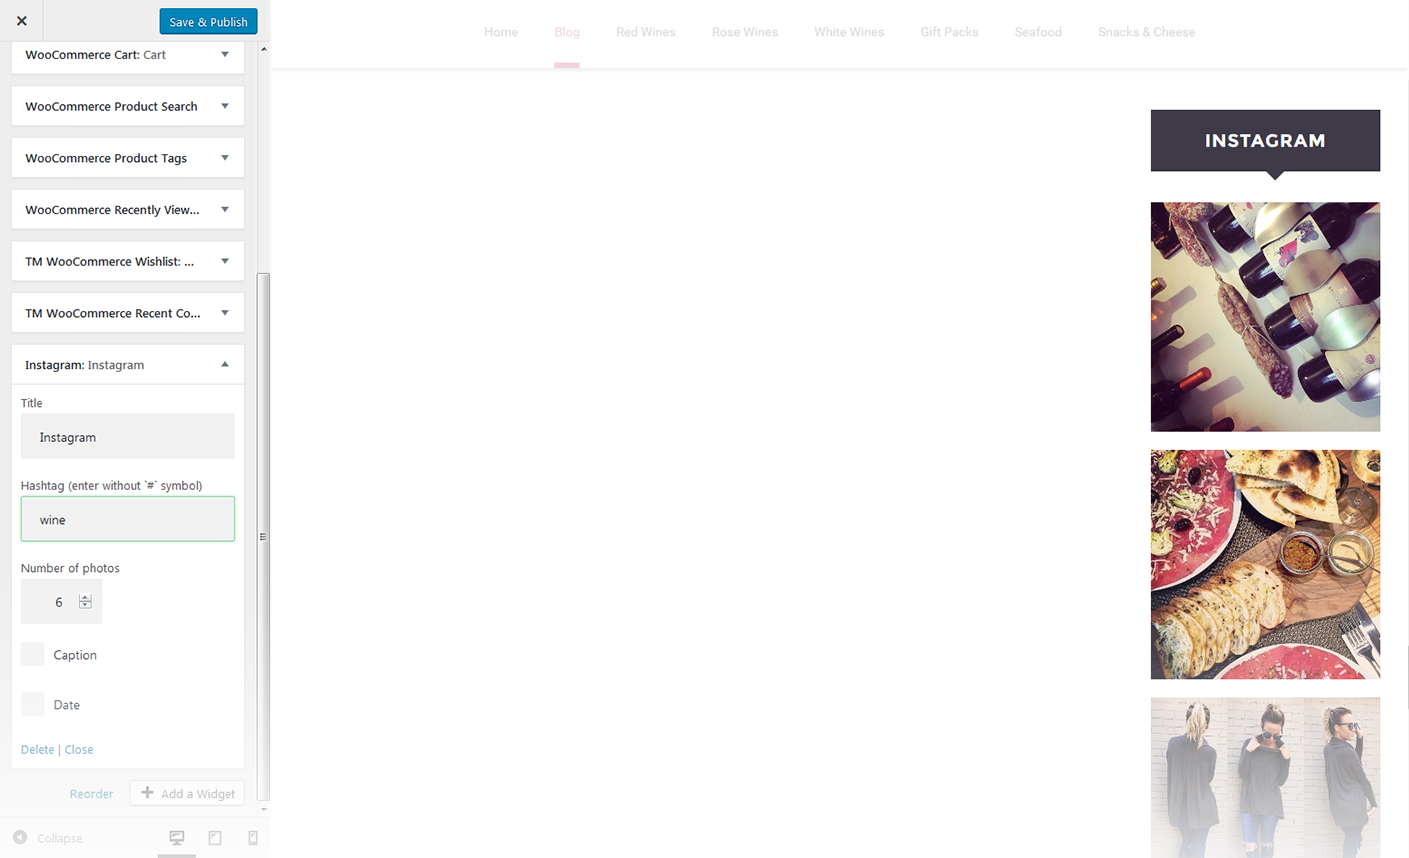 Save & Publish
Home
Blog
Red Wines
Rose Wines
White Wines
Gift Packs
Seafood
Snacks & Cheese
WooCommerce Cart: Cart
WooCommerce Product Search
WooCommerce Product Tags
WooCommerce Recently View...
TM WooCommerce Wishlist: ...
TM WooCommerce Recent Co...
Instagram: Instagram
Title
Instagram
Hashtag (enter without `#` symbol)
wine
Number of photos
6
Caption
Date
Delete | Close
Reorder
Add a Widget
Collapse
INSTAGRAM